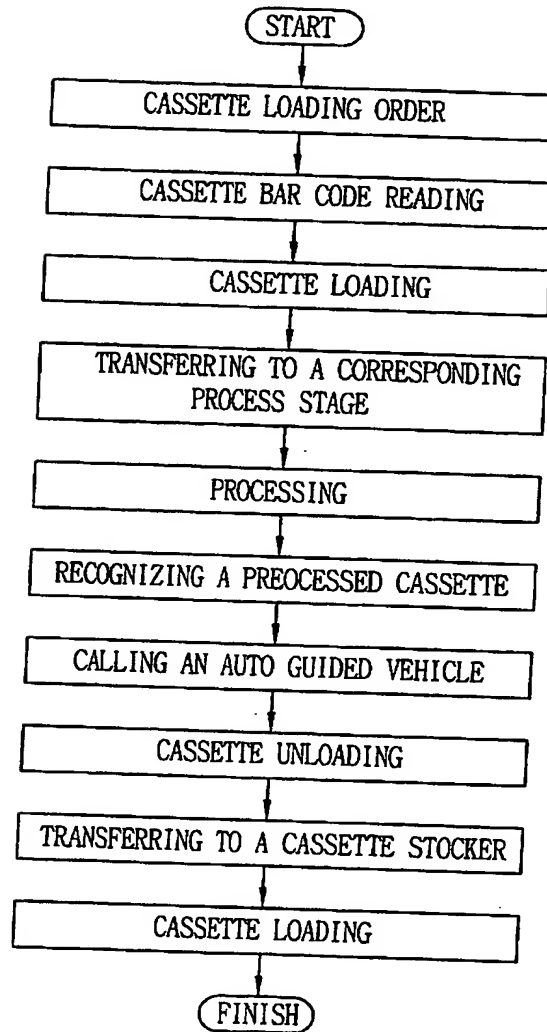 START
CASSETTE LOADING ORDER
CASSETTE BAR CODE READING
CASSETTE LOADING
TRANSFERRING TO A CORRESPONDING
PROCESS STAGE
PROCESSING
RECOGNIZING A PREOCESSED CASSETTE
CALLING AN AUTO GUIDED VEHICLE
CASSETTE UNLOADING
TRANSFERRING TO A CASSETTE STOCKER
CASSETTE LOADING
FINISH